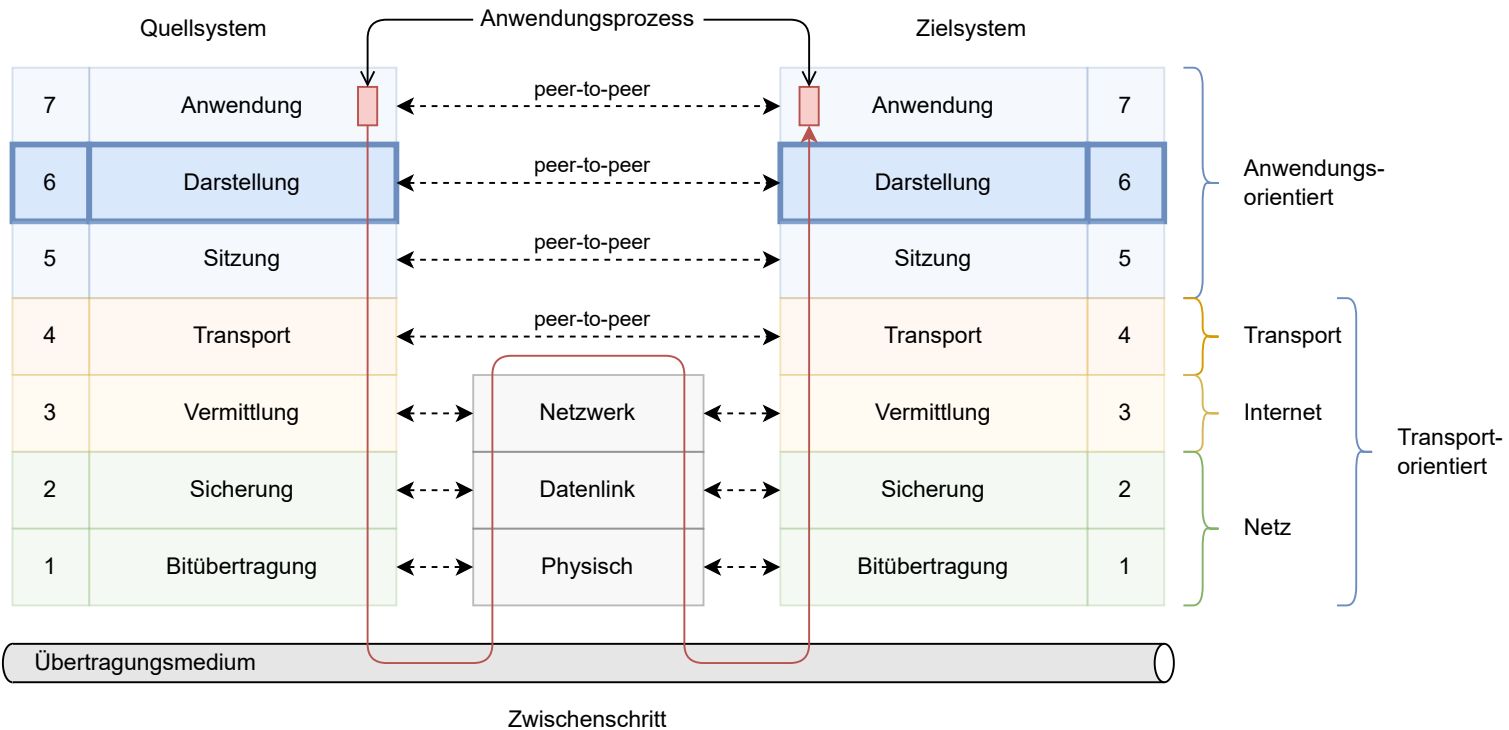 Anwendungsprozess
Quellsystem
Zielsystem
7 Anwendung peer-to-peer Anwendung 7
6 Darstellung peer-to-peer Darstellung 6
5 Sitzung peer-to-peer Sitzung 5
4 Transport peer-to-peer Transport 4
3 Vermittlung Netzwerk Vermittlung 3
2 Sicherung Datenlink Sicherung 2
1 Bitübertragung Physisch Bitübertragung 1
Anwendungs-
orientiert
Transport
Internet
Netz
Transport-
orientiert
Übertragungsmedium
Zwischenschritt